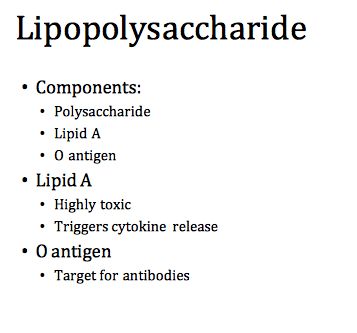 Lipopolysaccharide
• Components:
• Polysaccharide
• Lipid A
• O antigen
• Lipid A
• Highly toxic
• Triggers cytokine release
• O antigen
• Target for antibodies